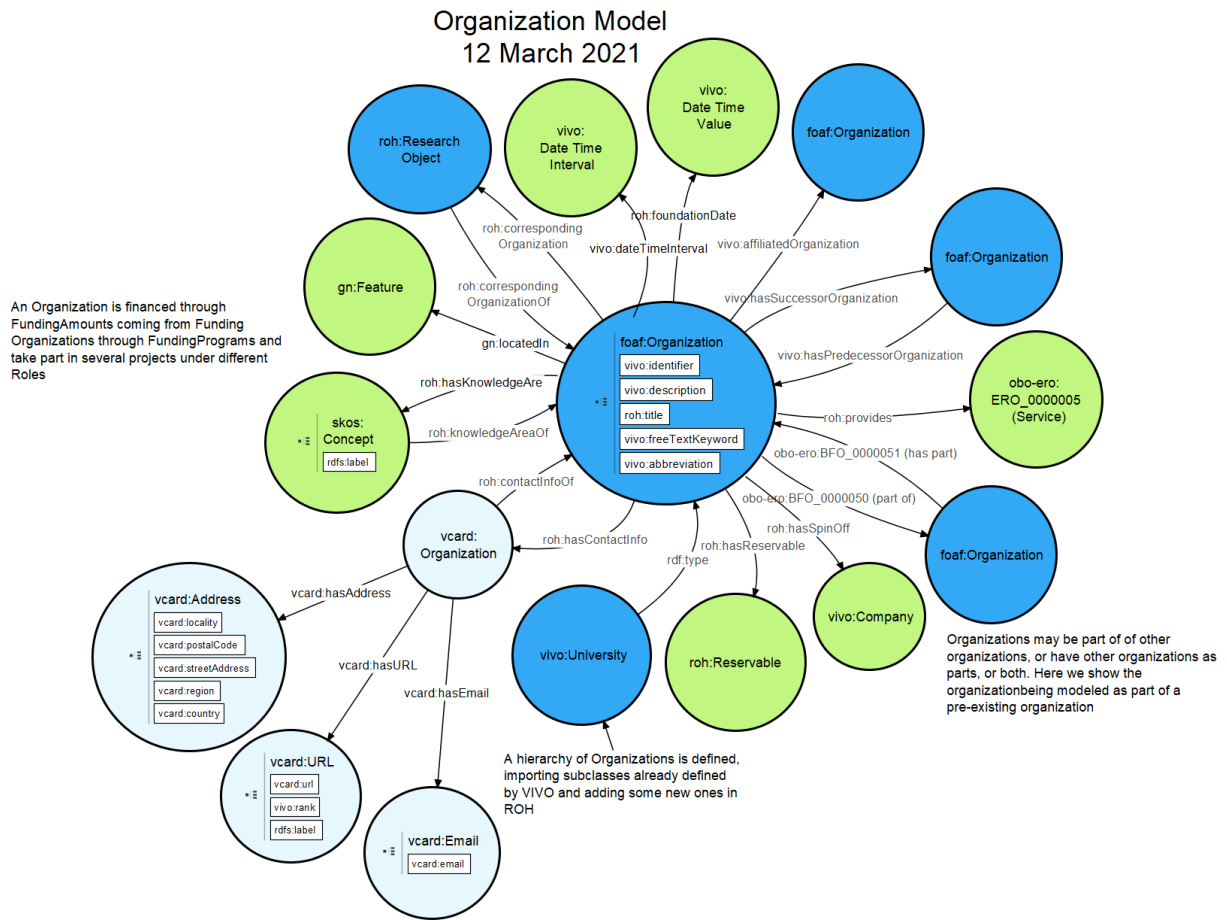 Organization Model
12 March 2021
vivo:
Date Time
Value
vivo:
Date Time
Interval
foaf:Organization
roh:Research
Object
roh:foundationDate
roh:corresponding
Organization
vivo:dateTimeInterval
vivo:affiliatedOrganization
foaf:Organization
gn:Feature
roh:corresponding
OrganizationOf
vivo:hasSuccessorOrganization
An Organization is financed through
FundingAmounts coming from Funding
Organizations through FundingPrograms and
take part in several projects under different
Roles
gn:locatedIn
foaf:Organization
vivo:identifier
vivo:description
roh:title
vivo:freeTextKeyword
vivo:abbreviation
vivo:hasPredecessorOrganization
roh:hasKnowledgeAre
obo-ero:
ERO_0000005
(Service)
skos:
Concept
rdfs:label
roh:knowledgeAreaOf
roh:provides
obo-ero:BFO_0000051 (has part)
roh:contactInfoOf
obo-ero:BFO_0000050 (part of)
roh:hasSpinOff
vcard:
Organization
roh:hasContactInfo
roh:hasReservable
rdf:type
foaf:Organization
vcard:hasAddress
vcard:Address
vcard:locality
vcard:postalCode
vcard:streetAddress
vcard:region
vcard:country
vivo:Company
vivo:University
roh:Reservable
Organizations may be part of of other
organizations, or have other organizations as
parts, or both. Here we show the
organizationbeing modeled as part of a
pre-existing organization
vcard:hasURL
vcard:hasEmail
vcard:URL
vcard:url
vivo:rank
rdfs:label
A hierarchy of Organizations is defined,
importing subclasses already defined
by VIVO and adding some new ones in
ROH
vcard:Email
vcard:email